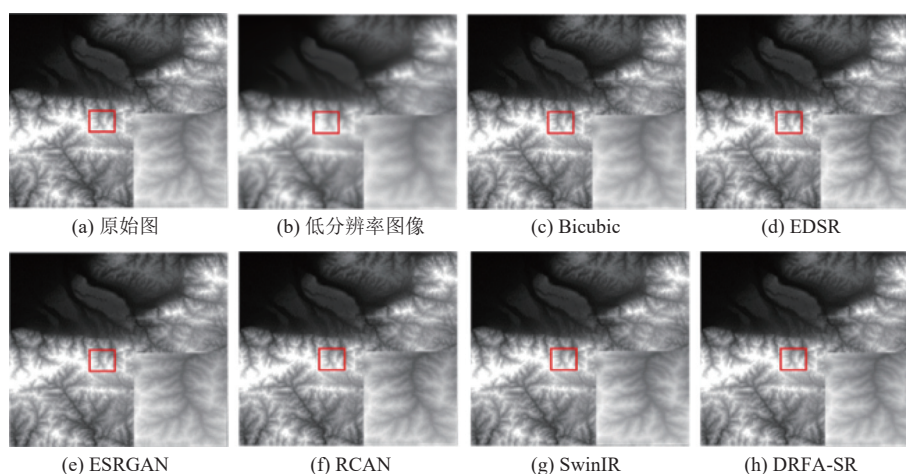 (a) 原始图
(b) 低分辨率图像
(c) Bicubic
(d) EDSR
(e) ESRGAN
(f) RCAN
(g) SwinIR
(h) DRFA-SR